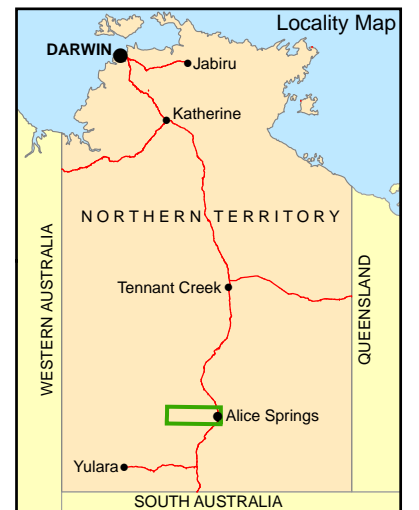 Locality Map
DARWIN
Jabiru
Katherine
NORTHERN TERRITORY
WESTERN AUSTRALIA
QUEENSLAND
Tennant Creek
Alice Springs
Yulara
SOUTH AUSTRALIA